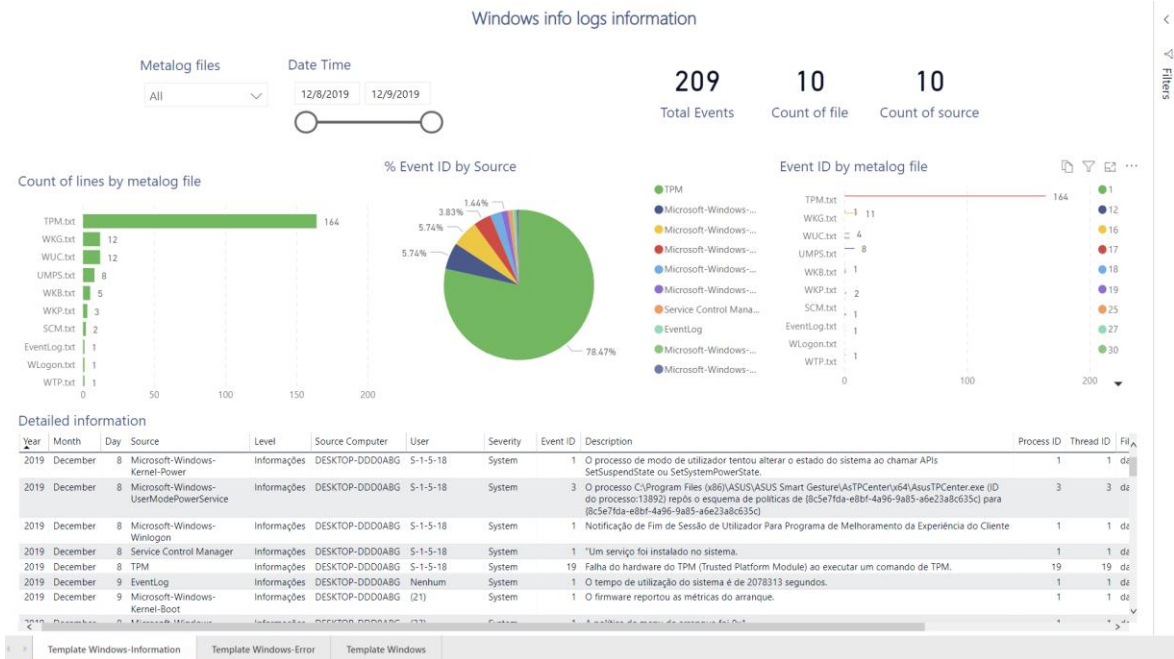 Windows info logs information
Filters
Metalog files
All
Date Time
12/8/2019 12/9/2019
209
Total Events
10
Count of file
10
Count of source
Count of lines by metalog file
TPM.txt 164
WKG.txt 12
WUC.txt 12
UMPS.txt 8
WKB.txt 5
WKP.txt 3
SCM.txt 2
EventLog.txt 1
WLogon.txt 1
WTP.txt 1
0 50 100 150 200
% Event ID by Source
1.44%
3.83%
5.74%
5.74%
78.47%
TPM
Microsoft-Windows-...
Microsoft-Windows-...
Microsoft-Windows-...
Microsoft-Windows-...
Microsoft-Windows-...
Service Control Mana...
EventLog
Microsoft-Windows-...
Microsoft-Windows-...
Event ID by metalog file
TPM.txt 164
WKG.txt 1 11
WUC.txt 4
UMPS.txt 8
WKB.txt 1
WKP.txt 2
SCM.txt 1
EventLog.txt 1
WLogon.txt
WTP.txt 1
0 100 200
1
12
16
17
18
19
25
27
30
Detailed information
Year Month Day Source Level Source Computer User Severity Event ID Description Process ID Thread ID Fil
2019 December 8 Microsoft-Windows- Informações DESKTOP-DDD0ABG S-1-5-18 System 1 O processo de modo de utilizador tentou alterar o estado do sistema ao chamar APIs 1 1 da
Kernel-Power SetSuspendState ou SetSystemPowerState.
2019 December 8 Microsoft-Windows- Informações DESKTOP-DDD0ABG S-1-5-18 System 3 O processo C:\Program Files (x86)\ASUS\ASUS Smart Gesture\AsTPCenter\x64\AsusTPCenter.exe (ID 3 3 da
UserModePowerService do processo:13892) repôs o esquema de políticas de {8c5e7fda-e8bf-4a96-9a85-a6e23a8c635c} para
{8c5e7fda-e8bf-4a96-9a85-a6e23a8c635c}
2019 December 8 Microsoft-Windows- Informações DESKTOP-DDD0ABG S-1-5-18 System 1 Notificação de Fim de Sessão de Utilizador Para Programa de Melhoramento da Experiência do Cliente 1 1 da
Winlogon
2019 December 8 Service Control Manager Informações DESKTOP-DDD0ABG S-1-5-18 System 1 "Um serviço foi instalado no sistema. 1 1 da
2019 December 8 TPM Informações DESKTOP-DDD0ABG S-1-5-18 System 19 Falha do hardware do TPM (Trusted Platform Module) ao executar um comando de TPM. 19 19 da
2019 December 9 EventLog Informações DESKTOP-DDD0ABG Nenhum System 1 O tempo de utilização do sistema é de 2078313 segundos. 1 1 da
2019 December 9 Microsoft-Windows- Informações DESKTOP-DDD0ABG (21) System 1 O firmware reportou as métricas do arranque. 1 1 da
Kernel-Boot
Template Windows-Information Template Windows-Error Template Windows